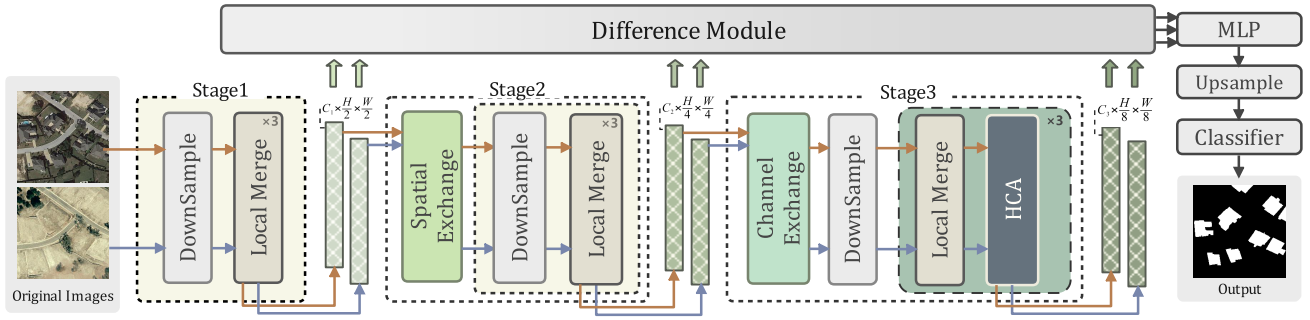 Difference Module
MLP
Upsample
Classifier
Output
Original Images
Stage1
DownSample
Local Merge
×3
C₁×H/2×W/2
Stage2
Spatial
Exchange
DownSample
Local Merge
×3
C₂×H/4×W/4
Stage3
Channel
Exchange
DownSample
Local Merge
HCA
×3
C₃×H/8×W/8